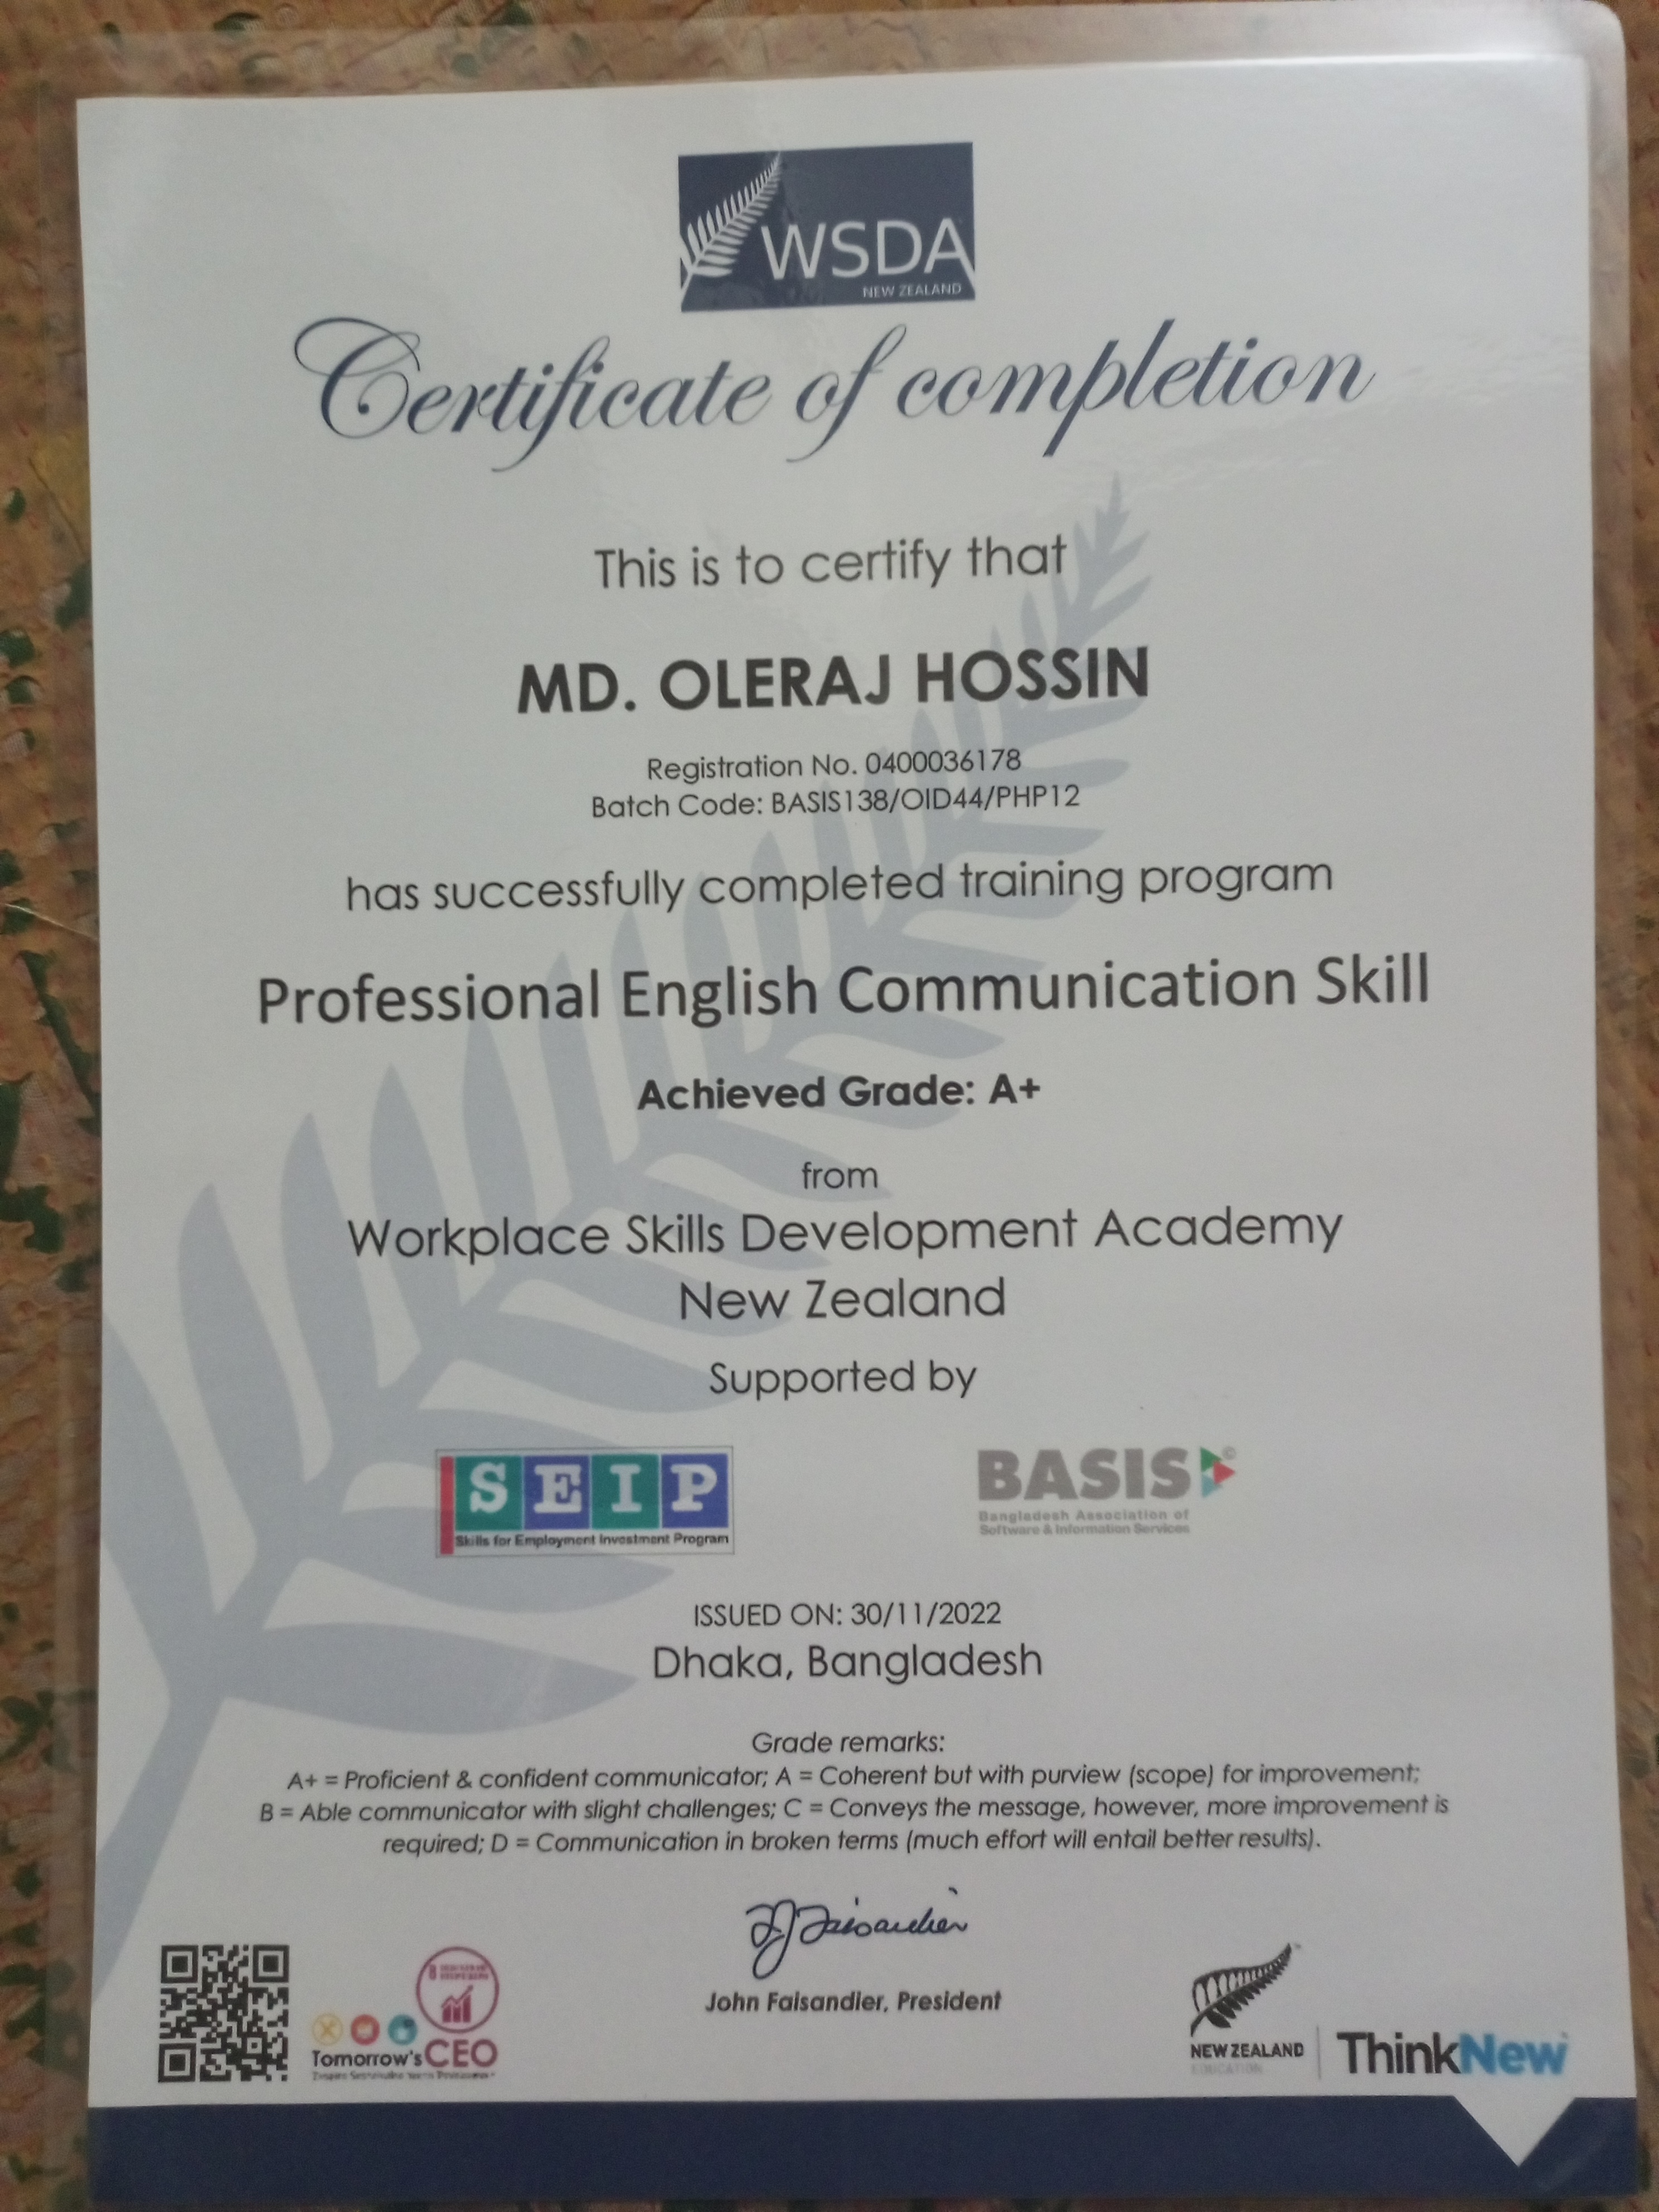 WSDA
NEW ZEALAND
Certificate of completion
This is to certify that
MD. OLERAJ HOSSIN
Registration No. 0400036178
Batch Code: BASIS138/OID44/PHP12
has successfully completed training program
Professional English Communication Skill
Achieved Grade: A+
from
Workplace Skills Development Academy
New Zealand
Supported by
SEIP
Skills for Employment Investment Program
BASIS
Bangladesh Association of
Software & Information Services
ISSUED ON: 30/11/2022
Dhaka, Bangladesh
Grade remarks:
A+ = Proficient & confident communicator; A = Coherent but with purview (scope) for improvement;
B = Able communicator with slight challenges; C = Conveys the message, however, more improvement is
required; D = Communication in broken terms (much effort will entail better results).
John Faisandier, President
Tomorrow's CEO
NEW ZEALAND
EDUCATION
ThinkNew